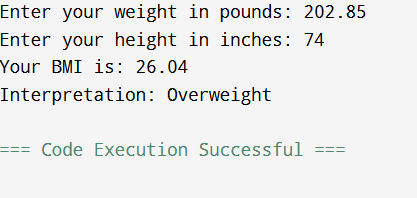 Enter your weight in pounds: 202.85
Enter your height in inches: 74
Your BMI is: 26.04
Interpretation: Overweight
=== Code Execution Successful ===